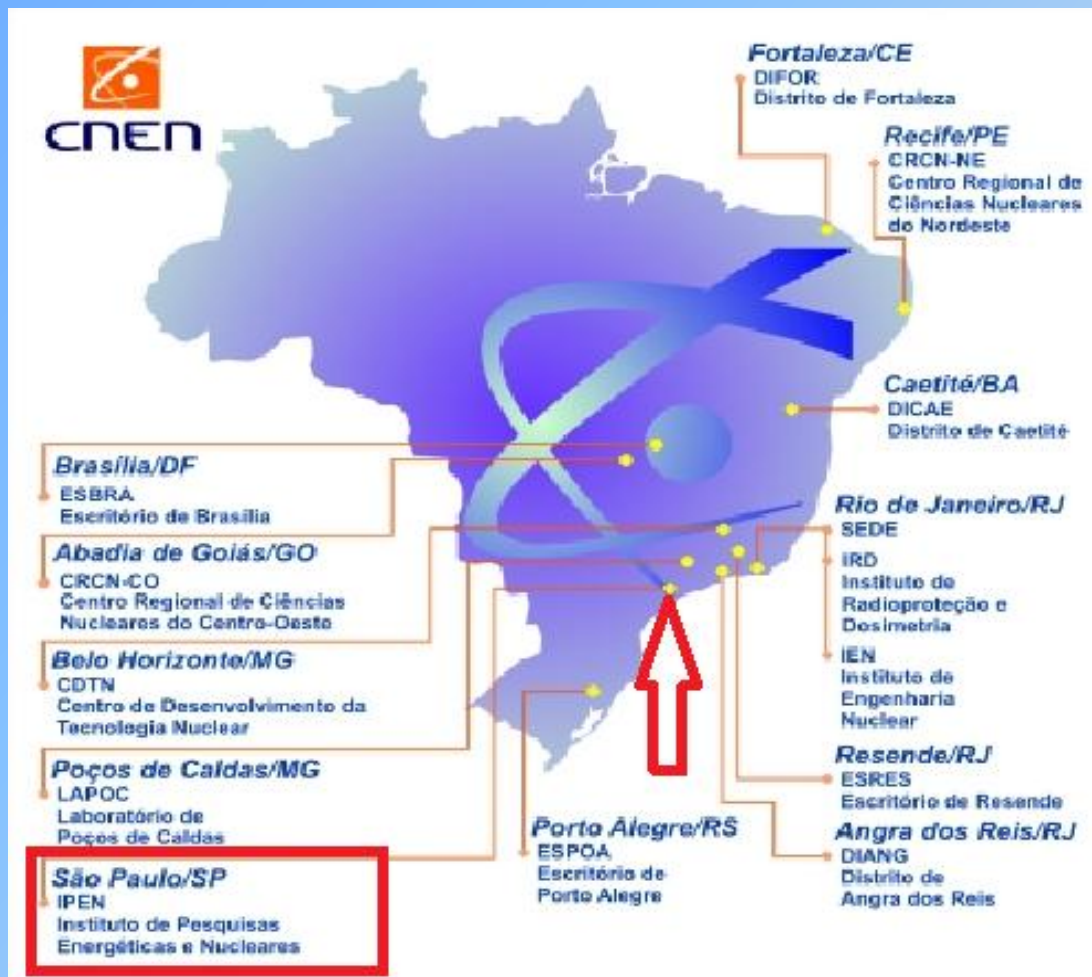 CNEN
Fortaleza/CE
DIFOR
Distrito de Fortaleza
Recife/PE
CRCN-NE
Centro Regional de
Ciências Nucleares
do Nordeste
Caetité/BA
DICAE
Distrito de Caetité
Brasília/DF
ESBRA
Escritório de Brasília
Abadia de Goiás/GO
CRCN-CO
Centro Regional de Ciências
Nucleares do Centro-Oeste
Belo Horizonte/MG
CDTN
Centro de Desenvolvimento da
Tecnologia Nuclear
Poços de Caldas/MG
LAPOC
Laboratório de
Poços de Caldas
São Paulo/SP
IPEN
Instituto de Pesquisas
Energéticas e Nucleares
Porto Alegre/RS
ESPOA
Escritório de
Porto Alegre
Rio de Janeiro/RJ
SEDE
IRD
Instituto de
Radioproteção e
Dosimetria
IEN
Instituto de
Engenharia
Nuclear
Resende/RJ
ESRES
Escritório de Resende
Angra dos Reis/RJ
DIANG
Distrito de
Angra dos Reis